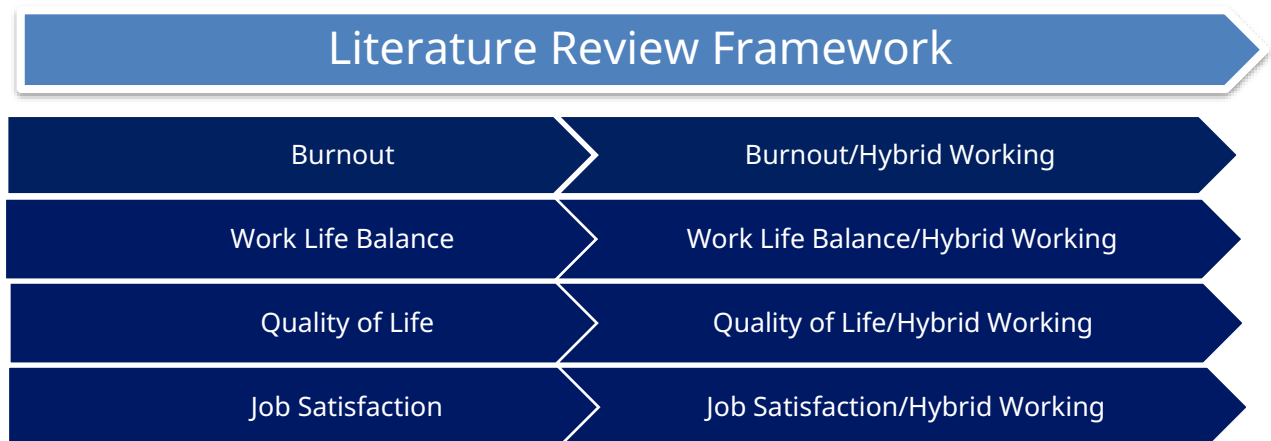 Literature Review Framework
Burnout
Burnout/Hybrid Working
Work Life Balance
Work Life Balance/Hybrid Working
Quality of Life
Quality of Life/Hybrid Working
Job Satisfaction
Job Satisfaction/Hybrid Working